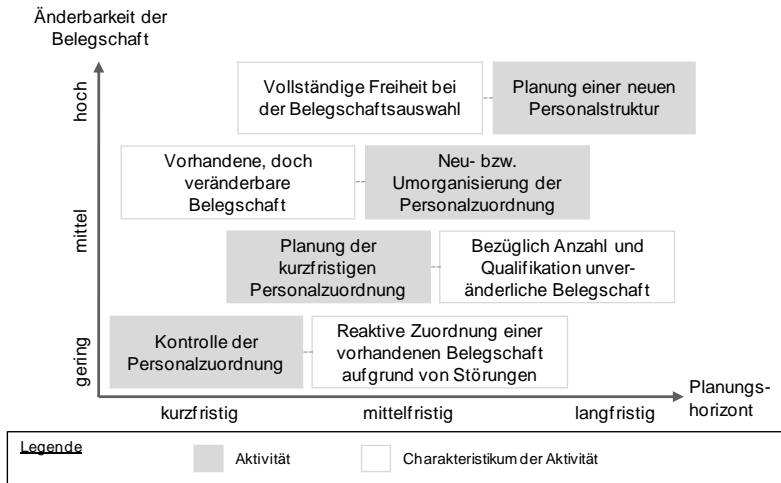 Änderbarkeit der
Belegschaft
hoch
Vollständige Freiheit bei
der Belegschaftsauswahl
Planung einer neuen
Personalstruktur
Vorhandene, doch
veränderbare
Belegschaft
Neu- bzw.
Umorganisierung der
Personalzuordnung
mittel
Planung der
kurzfristigen
Personalzuordnung
Bezüglich Anzahl und
Qualifikation unver-
änderliche Belegschaft
gering
Kontrolle der
Personalzuordnung
Reaktive Zuordnung einer
vorhandenen Belegschaft
aufgrund von Störungen
kurzfristig
mittelfristig
langfristig
Planungs-
horizont
Legende
Aktivität
Charakteristikum der Aktivität